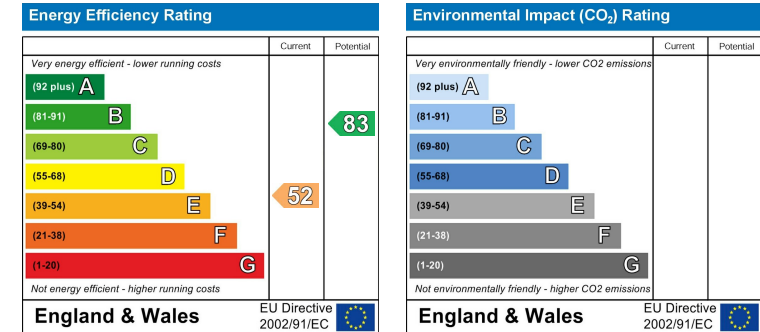 Energy Efficiency Rating
Current Potential
Very energy efficient - lower running costs
(92 plus) A
(81-91) B
83
(69-80) C
(55-68) D
52
(39-54) E
(21-38) F
(1-20) G
Not energy efficient - higher running costs
England & Wales
EU Directive
2002/91/EC
Environmental Impact (CO₂) Rating
Current Potential
Very environmentally friendly - lower CO2 emissions
(92 plus) A
(81-91) B
(69-80) C
(55-68) D
(39-54) E
(21-38) F
(1-20) G
Not environmentally friendly - higher CO2 emissions
England & Wales
EU Directive
2002/91/EC